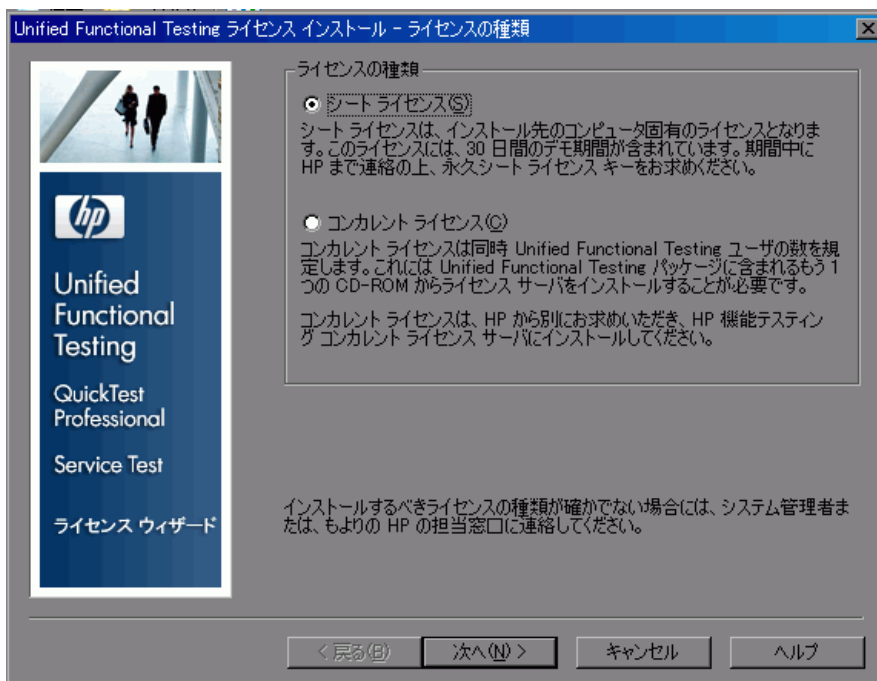 Unified Functional Testing ライセンス インストール - ライセンスの種類
hp
Unified
Functional
Testing
QuickTest
Professional
Service Test
ライセンス ウィザード
ライセンスの種類
シート ライセンス(S)
シート ライセンスは、インストール先のコンピュータ固有のライセンスとなりま
す。このライセンスには、30 日間のデモ期間が含まれています。期間中に
HP まで連絡の上、永久シート ライセンス キーをお求めください。
コンカレント ライセンス(C)
コンカレント ライセンスは同時 Unified Functional Testing ユーザの数を規
定します。これには Unified Functional Testing パッケージに含まれるもう 1
つの CD-ROM からライセンス サーバをインストールすることが必要です。
コンカレント ライセンスは、HP から別にお求めいただき、HP 機能テスティン
グ コンカレント ライセンス サーバにインストールしてください。
インストールするべきライセンスの種類が確かでない場合には、システム管理者ま
たは、もよりの HP の担当窓口に連絡してください。
< 戻る(B)
次へ(N) >
キャンセル
ヘルプ